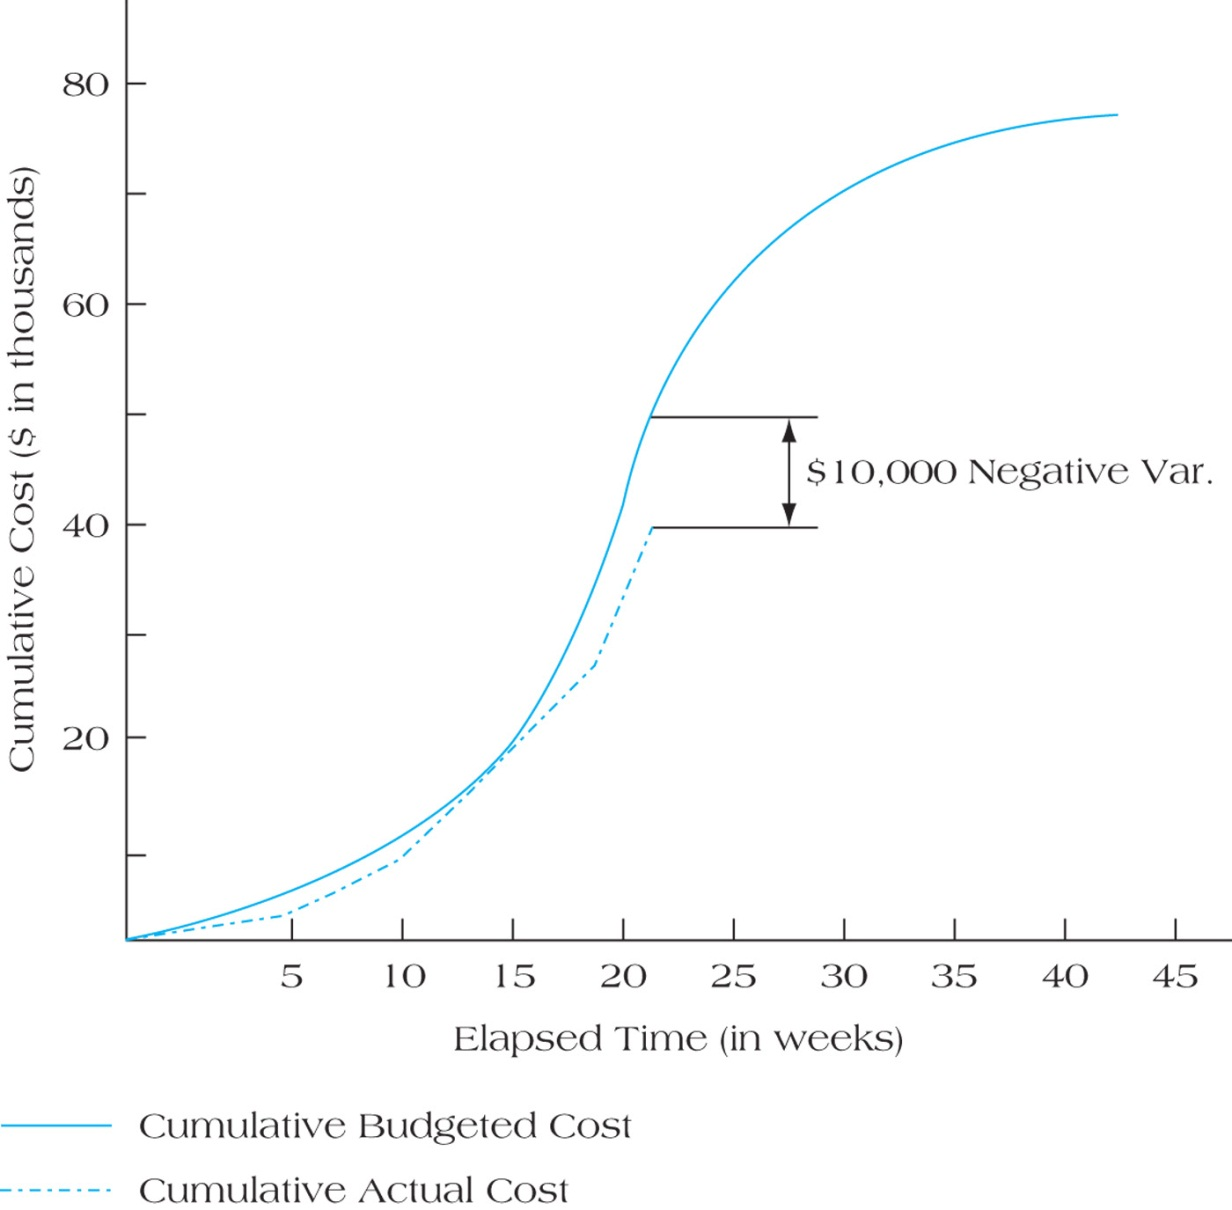 80
60
40
20
Cumulative Cost ($ in thousands)
$10,000 Negative Var.
5 10 15 20 25 30 35 40 45
Elapsed Time (in weeks)
Cumulative Budgeted Cost
Cumulative Actual Cost